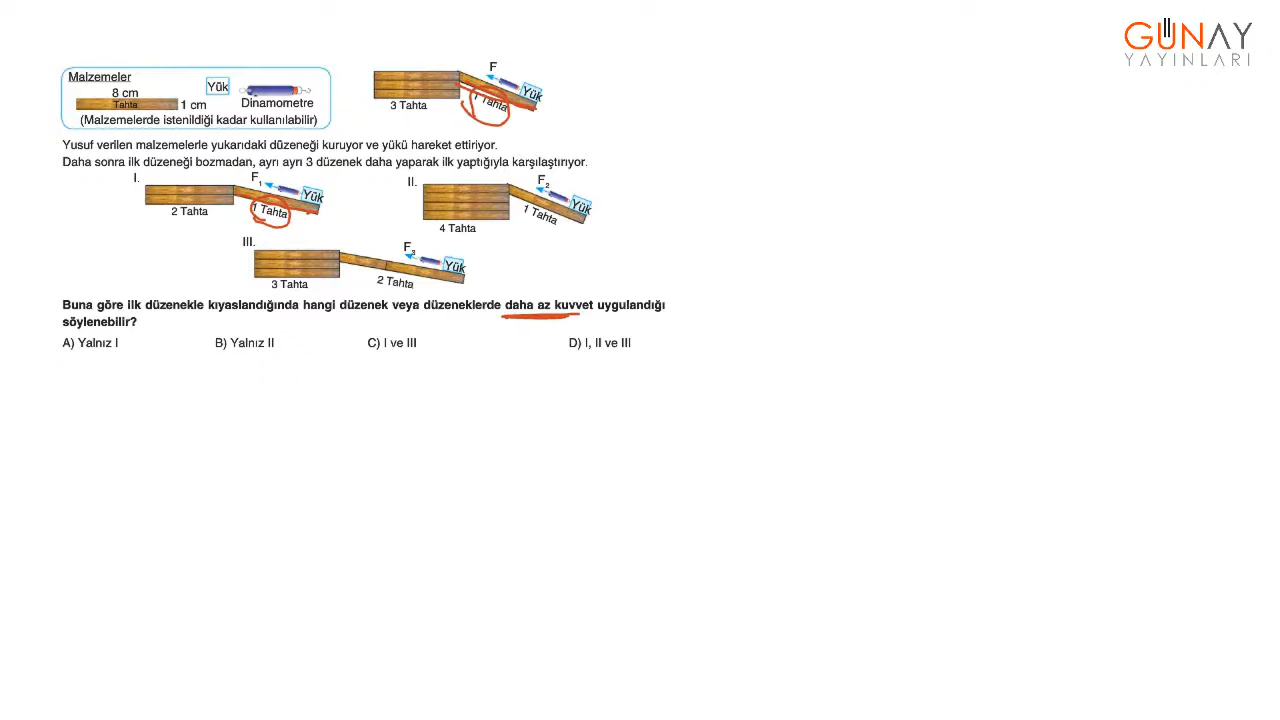 GÜNAY
YAYINLARI
Malzemeler
8 cm
Tahta
1 cm
Yük
Dinamometre
(Malzemelerde istenildiği kadar kullanılabilir)
F
Yük
1 Tahta
3 Tahta
Yusuf verilen malzemelerle yukarıdaki düzeneği kuruyor ve yükü hareket ettiriyor.
Daha sonra ilk düzeneği bozmadan, ayrı ayrı 3 düzenek daha yaparak ilk yaptığıyla karşılaştırıyor.
I.
F1
Yük
1 Tahta
2 Tahta
II.
F2
Yük
1 Tahta
4 Tahta
III.
F3
Yük
2 Tahta
3 Tahta
Buna göre ilk düzenekle kıyaslandığında hangi düzenek veya düzeneklerde daha az kuvvet uygulandığı
söylenebilir?
A) Yalnız I B) Yalnız II C) I ve III D) I, II ve III